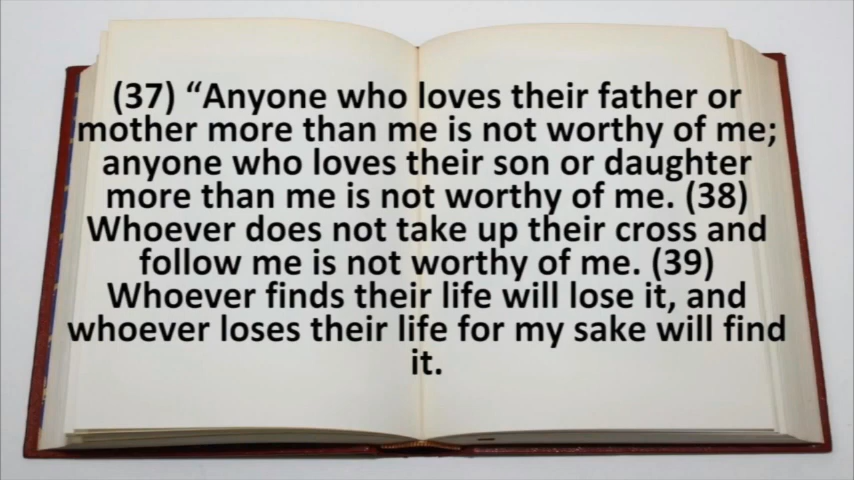 (37) “Anyone who loves their father or
mother more than me is not worthy of me;
anyone who loves their son or daughter
more than me is not worthy of me. (38)
Whoever does not take up their cross and
follow me is not worthy of me. (39)
Whoever finds their life will lose it, and
whoever loses their life for my sake will find
it.